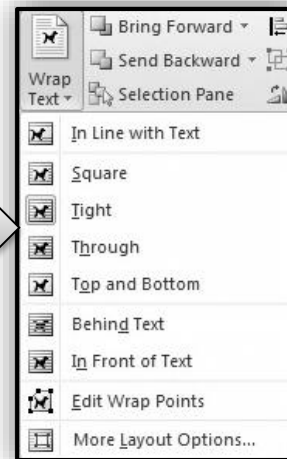 Bring Forward
Send Backward
Wrap
Text
Selection Pane
In Line with Text
Square
Tight
Through
Top and Bottom
Behind Text
In Front of Text
Edit Wrap Points
More Layout Options...